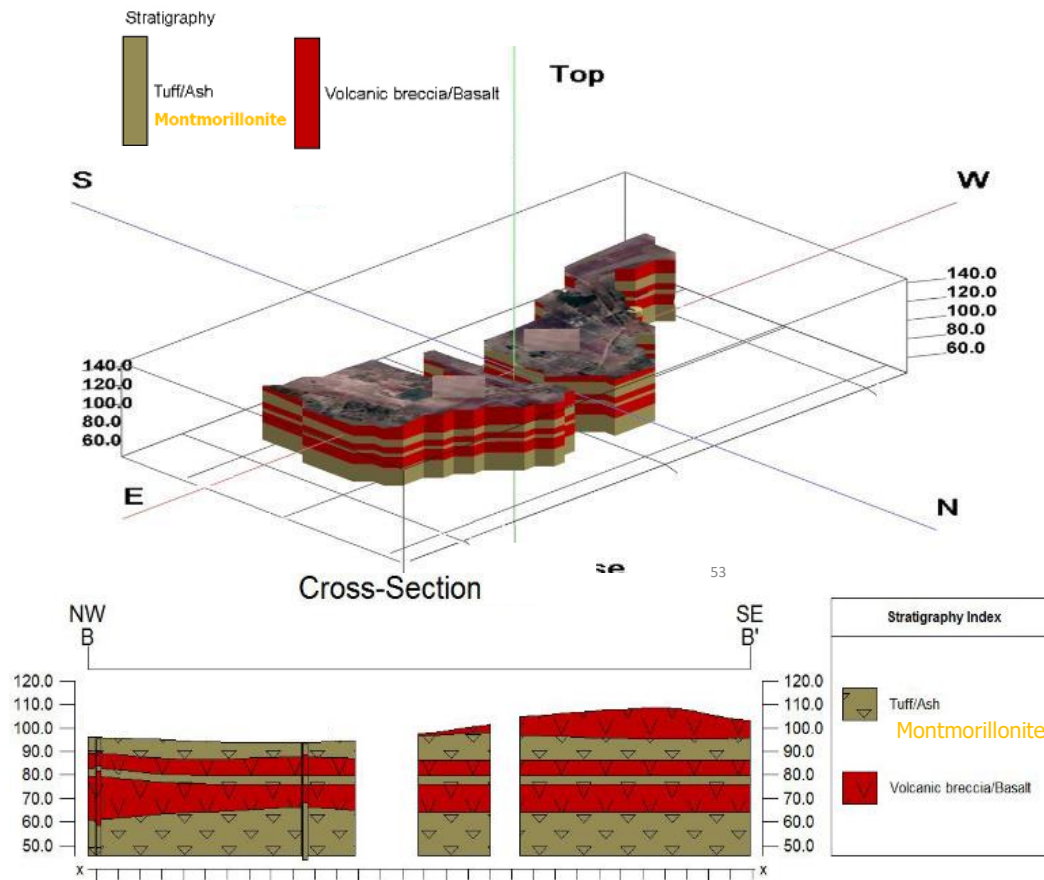 Stratigraphy
Tuff/Ash
Montmorillonite
Volcanic breccia/Basalt
Top
S
W
140.0
120.0
100.0
80.0
60.0
140.0
120.0
100.0
80.0
60.0
E
N
53
Cross-Section
NW
B
SE
B'
120.0
110.0
100.0
90.0
80.0
70.0
60.0
50.0
x
120.0
110.0
100.0
90.0
80.0
70.0
60.0
50.0
x
Stratigraphy Index
Tuff/Ash
Montmorillonite
Volcanic breccia/Basalt